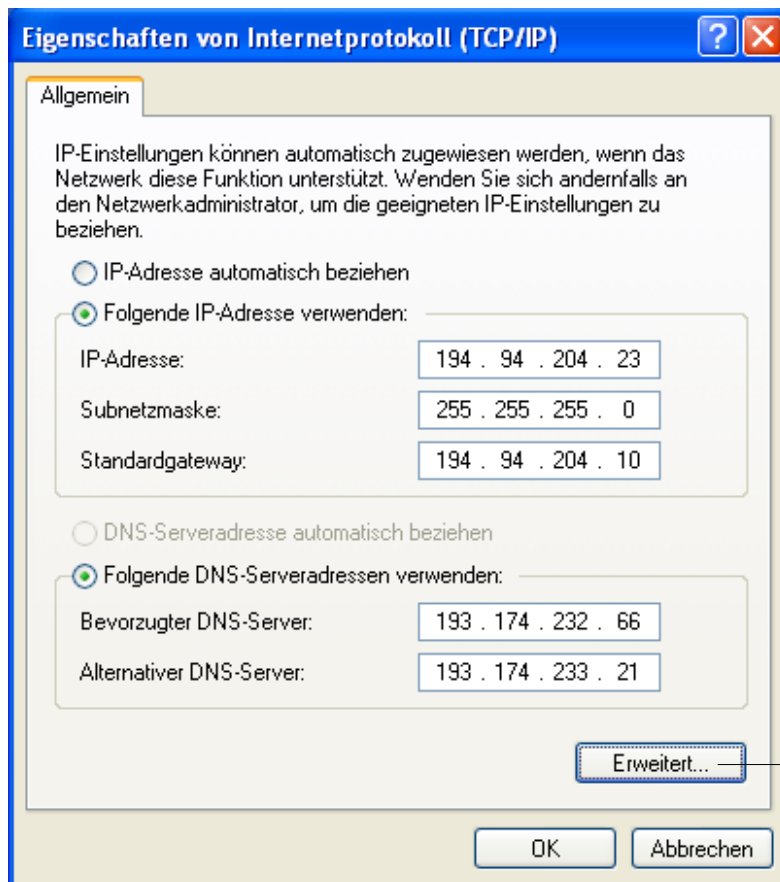 Eigenschaften von Internetprotokoll (TCP/IP)
?
Allgemein
IP-Einstellungen können automatisch zugewiesen werden, wenn das
Netzwerk diese Funktion unterstützt. Wenden Sie sich andernfalls an
den Netzwerkadministrator, um die geeigneten IP-Einstellungen zu
beziehen.
IP-Adresse automatisch beziehen
Folgende IP-Adresse verwenden:
IP-Adresse: 194 . 94 . 204 . 23
Subnetzmaske: 255 . 255 . 255 . 0
Standardgateway: 194 . 94 . 204 . 10
DNS-Serveradresse automatisch beziehen
Folgende DNS-Serveradressen verwenden:
Bevorzugter DNS-Server: 193 . 174 . 232 . 66
Alternativer DNS-Server: 193 . 174 . 233 . 21
Erweitert...
OK Abbrechen